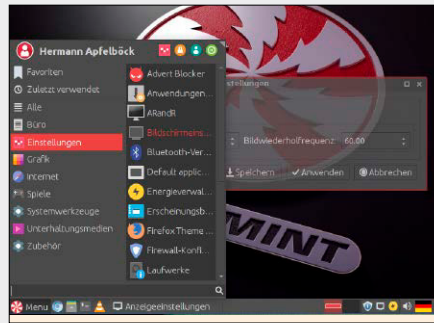 Hermann Apfelböck
Favoriten
Zuletzt verwendet
Alle
Büro
Einstellungen
Grafik
Internet
Spiele
Systemwerkzeuge
Unterhaltungsmedien
Zubehör
Advert Blocker
Anwendungen...
ARandR
Bildschirmeins...
Bluetooth-Ver...
Default applic...
Energieverwal...
Erscheinungsb...
Firefox Theme ...
Firewall-Konfi...
Laufwerke
stellungen
Bildwiederholfrequenz: 60.00
Speichern
Anwenden
Abbrechen
MINT
Menu
Anzeigeeinstellungen